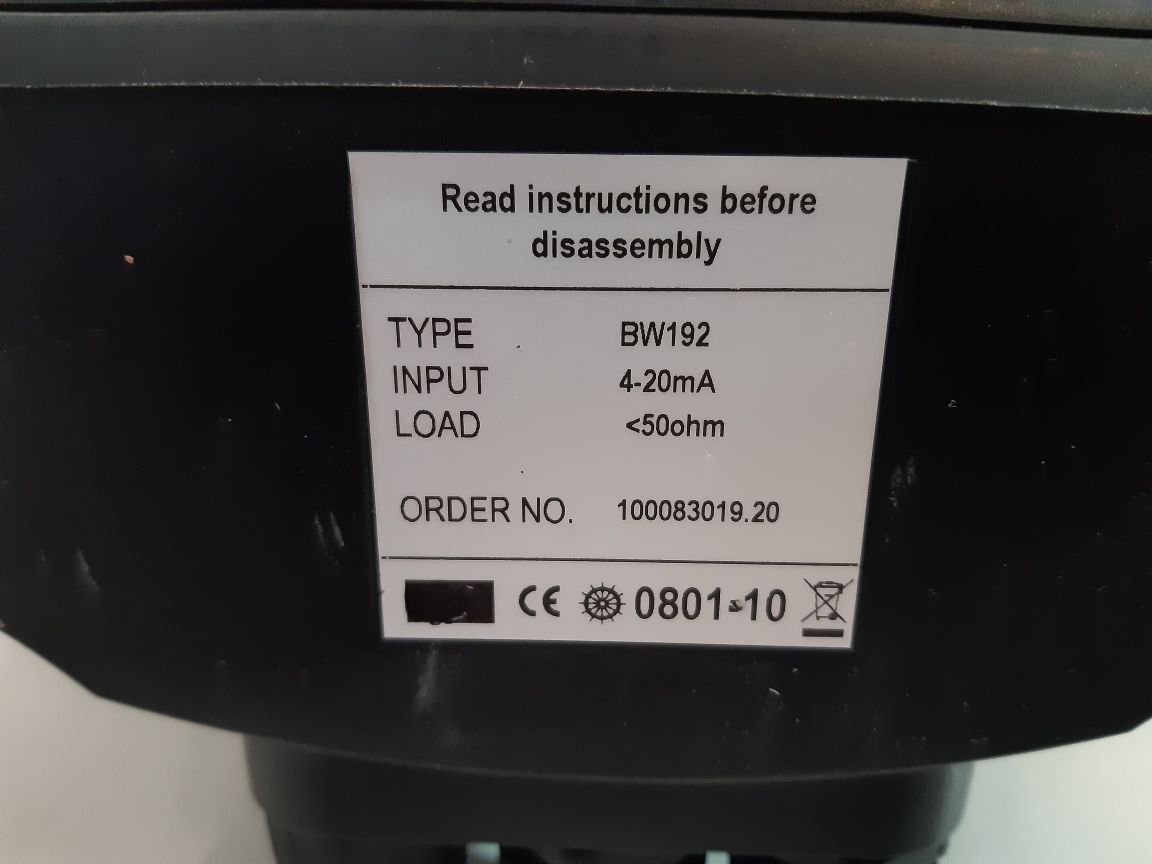 Read instructions before
disassembly
TYPE BW192
INPUT 4-20mA
LOAD <50ohm
ORDER NO. 100083019.20
CE 0801-10